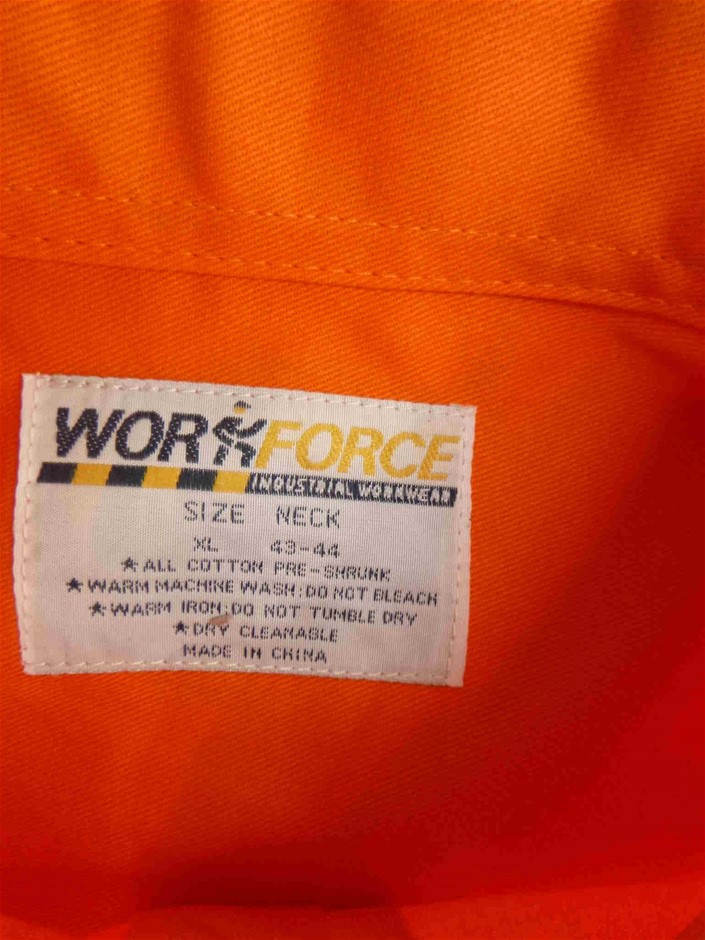 WORKFORCE
INDUSTRIAL WORKWEAR
SIZE NECK
XL 43-44
★ALL COTTON PRE-SHRUNK
★WARM MACHINE WASH:DO NOT BLEACH
★WARM IRON:DO NOT TUMBLE DRY
★DRY CLEANABLE
MADE IN CHINA